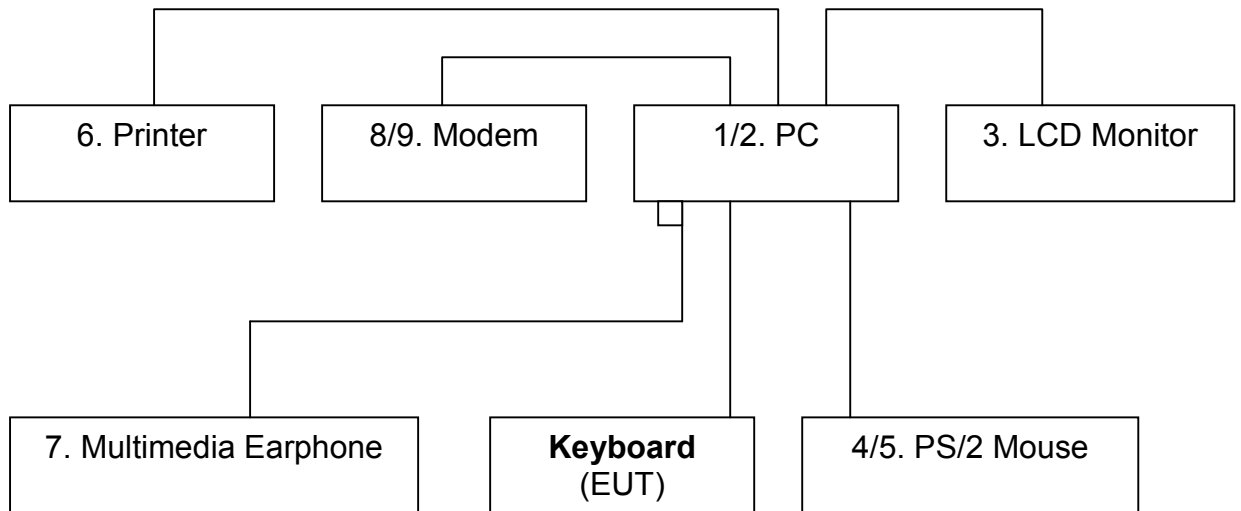 6. Printer
8/9. Modem
1/2. PC
3. LCD Monitor
7. Multimedia Earphone
Keyboard
(EUT)
4/5. PS/2 Mouse